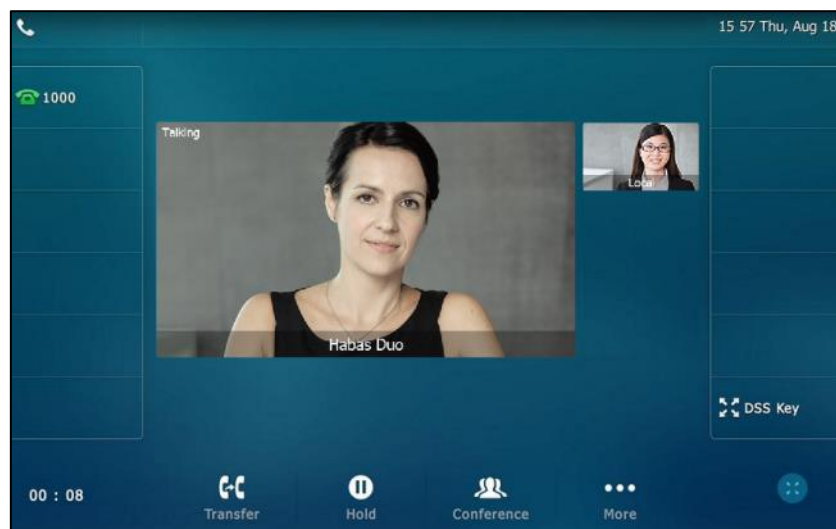 15 57 Thu, Aug 18
1000
Talking
Local
Habas Duo
DSS Key
00 : 08
Transfer
Hold
Conference
More